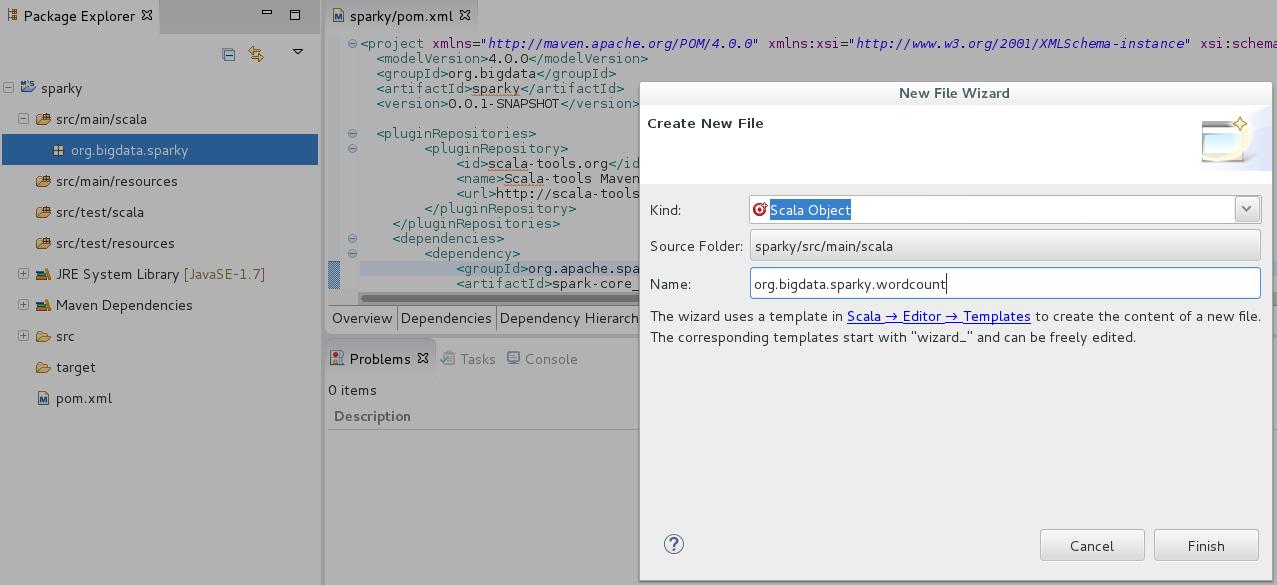 Package Explorer
sparky
src/main/scala
org.bigdata.sparky
src/main/resources
src/test/scala
src/test/resources
JRE System Library [JavaSE-1.7]
Maven Dependencies
src
target
pom.xml
sparky/pom.xml
<project xmlns="http://maven.apache.org/POM/4.0.0" xmlns:xsi="http://www.w3.org/2001/XMLSchema-instance" xsi:schema
<modelVersion>4.0.0</modelVersion>
<groupId>org.bigdata</groupId>
<artifactId>sparky</artifactId>
<version>0.0.1-SNAPSHOT</version>
<pluginRepositories>
<pluginRepository>
<id>scala-tools.org</id
<name>Scala-tools Maven
<url>http://scala-tools
</pluginRepository>
</pluginRepositories>
<dependencies>
<dependency>
<groupId>org.apache.spa
<artifactId>spark-core_
Overview Dependencies Dependency Hierarch
Problems Tasks Console
0 items
Description
New File Wizard
Create New File
Kind: Scala Object
Source Folder: sparky/src/main/scala
Name: org.bigdata.sparky.wordcount
The wizard uses a template in Scala → Editor → Templates to create the content of a new file.
The corresponding templates start with "wizard_" and can be freely edited.
? Cancel Finish